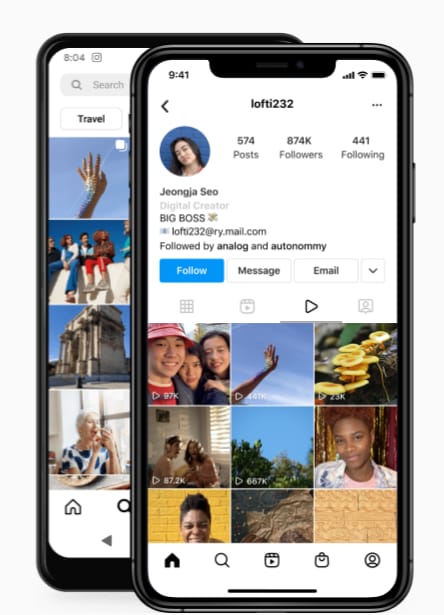 8:04
Search
Travel
9:41
lofti232
574
874K
441
Posts
Followers
Following
Jeongja Seo
Digital Creator
BIG BOSS
lofti232@ry.mail.com
Followed by analog and autonommy
Follow
Message
Email
97K
441K
23K
87.2K
667K